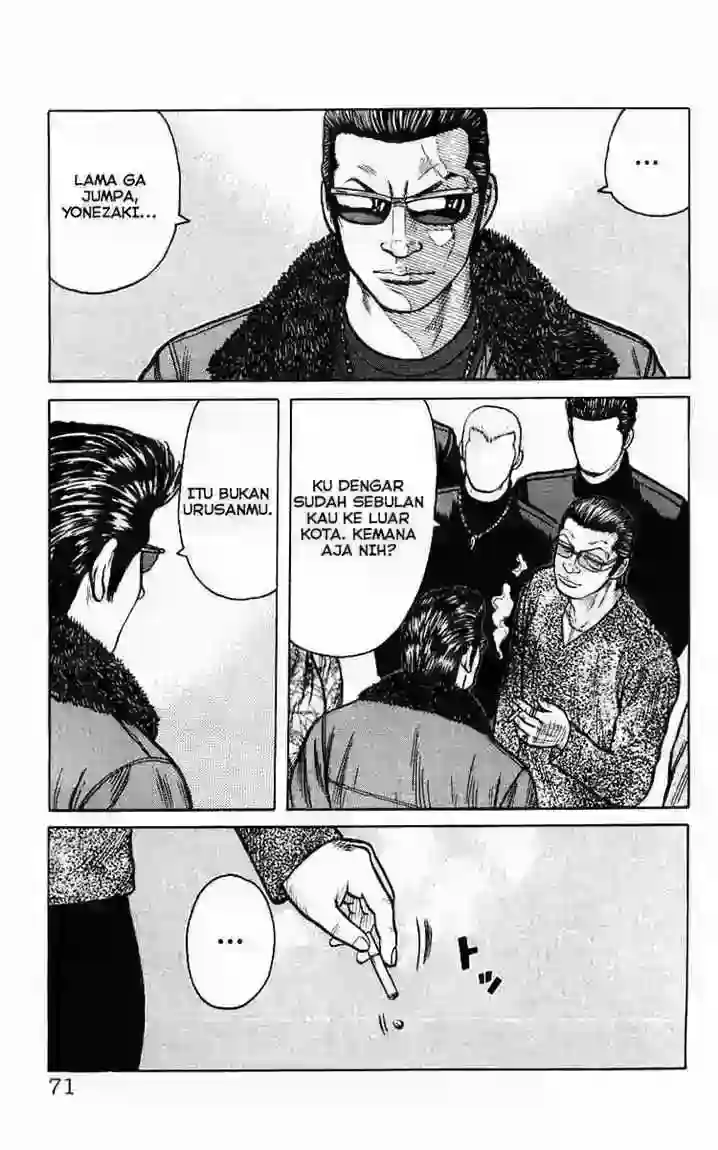 ...
LAMA GA
JUMPA,
YONEZAKI...
KU DENGAR
SUDAH SEBULAN
KAU KE LUAR
KOTA. KEMANA
AJA NIH?
ITU BUKAN
URUSANMU.
...
トッ
71